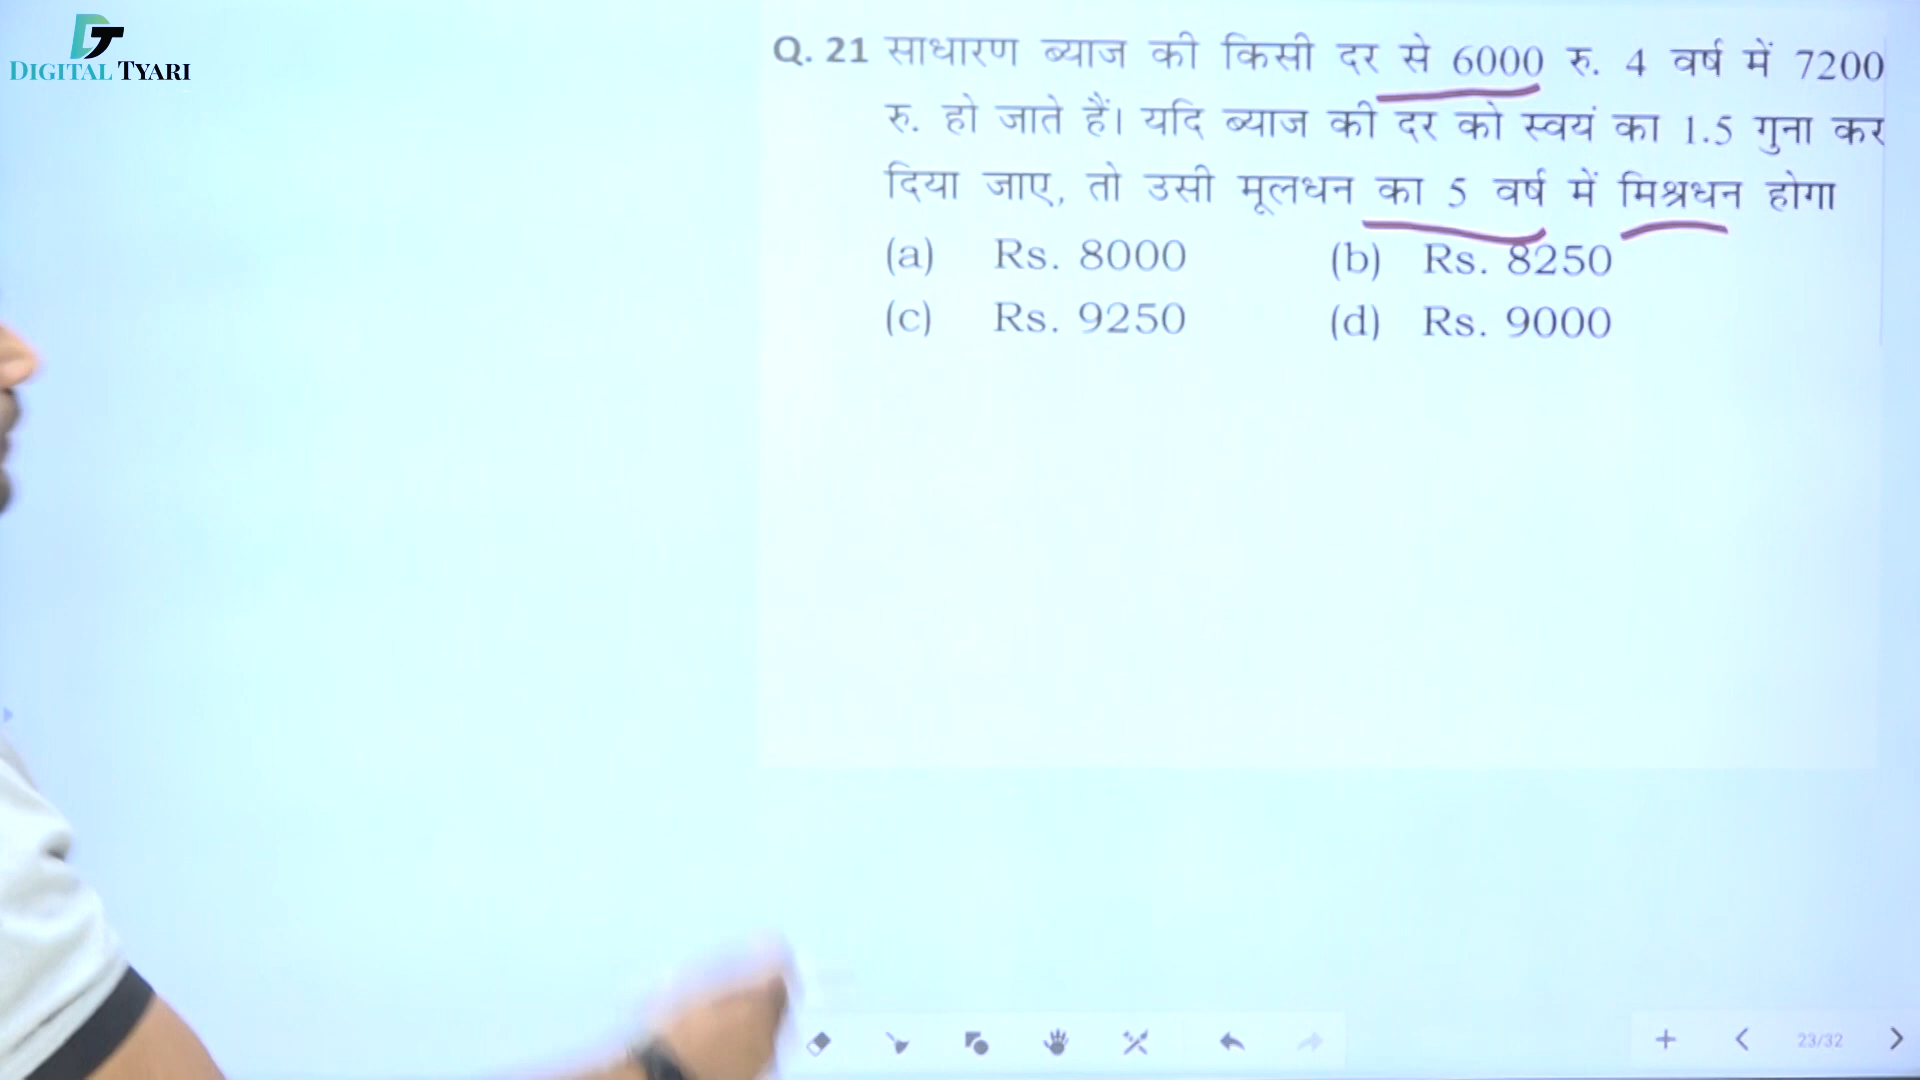 DIGITAL TYARI
Q. 21 साधारण ब्याज की किसी दर से 6000 रु. 4 वर्ष में 7200
रु. हो जाते हैं। यदि ब्याज की दर को स्वयं का 1.5 गुना कर
दिया जाए, तो उसी मूलधन का 5 वर्ष में मिश्रधन होगा
(a) Rs. 8000 (b) Rs. 8250
(c) Rs. 9250 (d) Rs. 9000
23/32